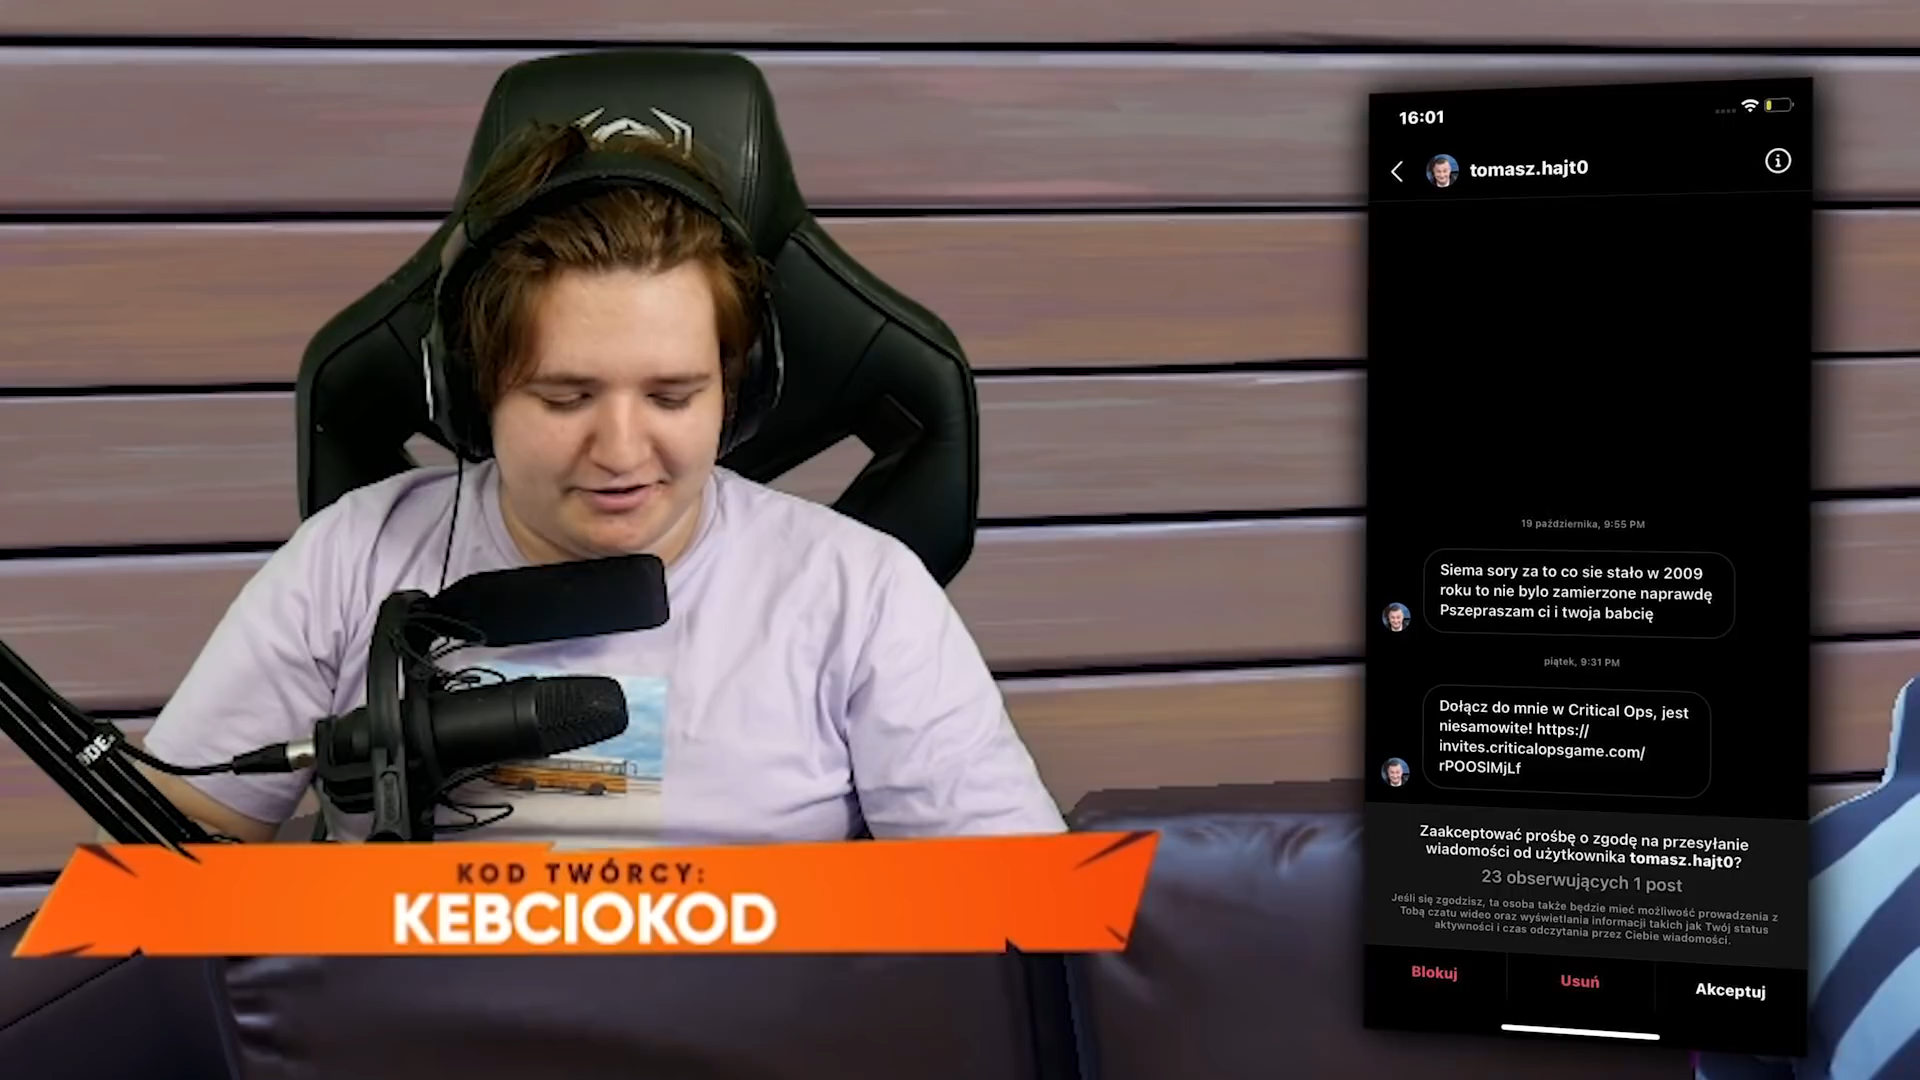 16:01
tomasz.hajt0
19 października, 9:55 PM
Siema sory za to co sie stało w 2009
roku to nie bylo zamierzone naprawdę
Pszepraszam ci i twoja babcię
piątek, 9:31 PM
Dołącz do mnie w Critical Ops, jest
niesamowite! https://
invites.criticalopsgame.com/
rPOOSlMjLf
Zaakceptować prośbę o zgodę na przesyłanie
wiadomości od użytkownika tomasz.hajt0?
23 obserwujących 1 post
Jeśli się zgodzisz, ta osoba także będzie mieć możliwość prowadzenia z
Tobą czatu wideo oraz wyświetlania informacji takich jak Twój status
aktywności i czas odczytania przez Ciebie wiadomości.
Blokuj
Usuń
Akceptuj
KOD TWÓRCY:
KEBCIOKOD